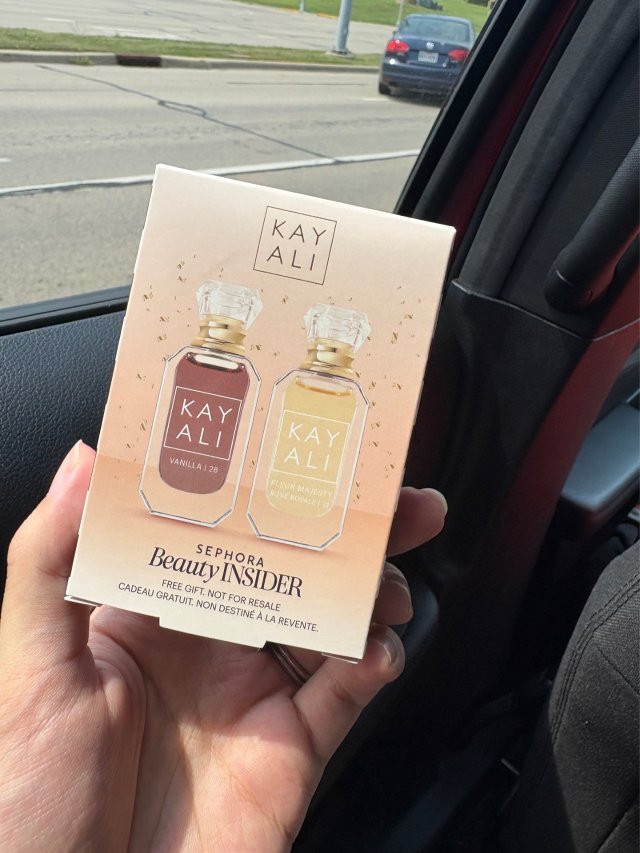 KAY
ALI
KAY
ALI
VANILLA | 28
KAY
ALI
FLEUR MAJESTY
ROSE ROYALE | 31
SEPHORA
Beauty INSIDER
FREE GIFT. NOT FOR RESALE
CADEAU GRATUIT. NON DESTINÉ À LA REVENTE.